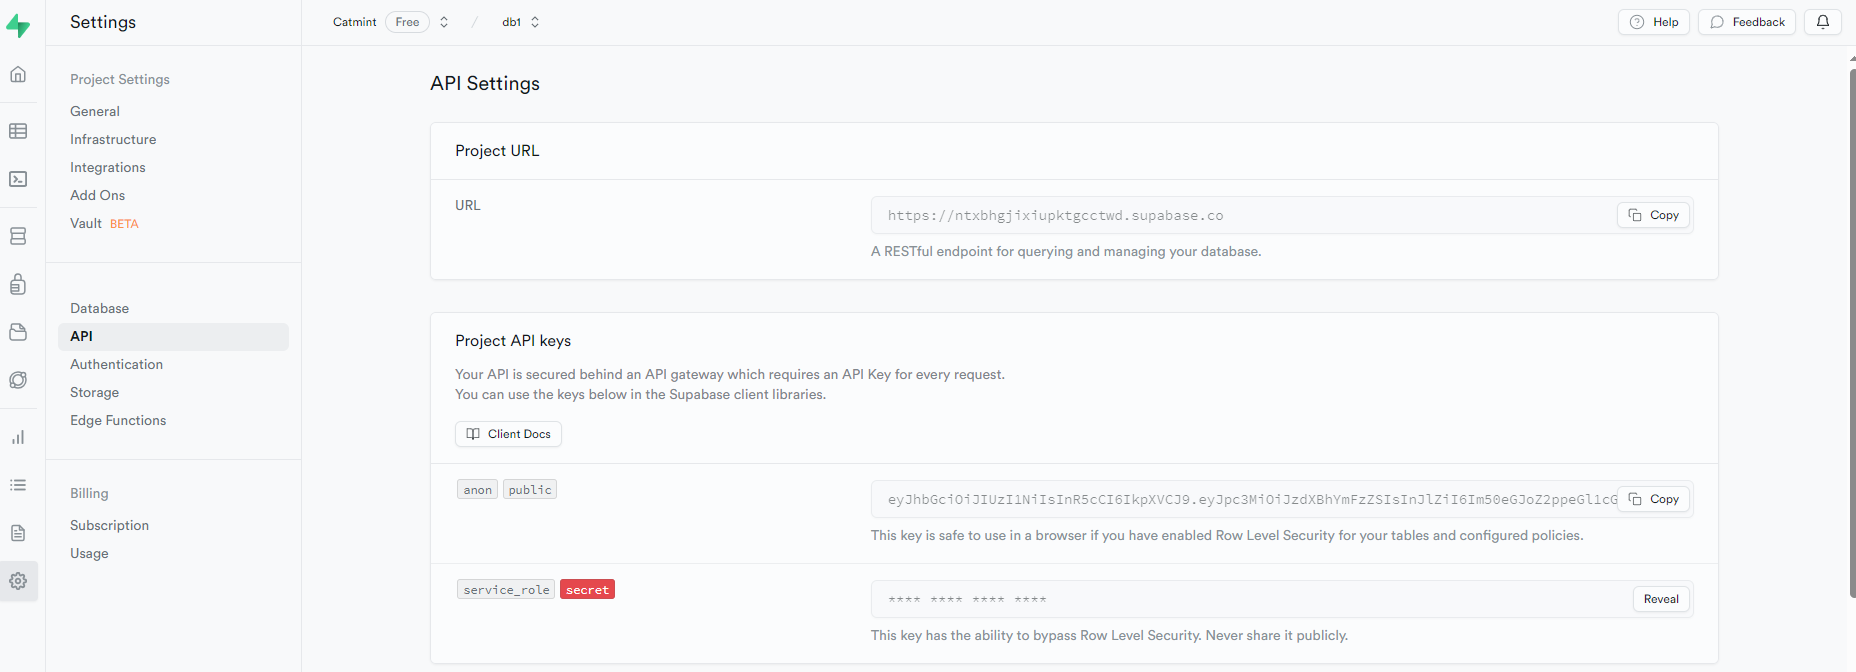 Settings
Catmint Free / db1
Help
Feedback
Project Settings
General
Infrastructure
Integrations
Add Ons
Vault BETA
Database
API
Authentication
Storage
Edge Functions
Billing
Subscription
Usage
API Settings
Project URL
URL
https://ntxbhgjixiupktgcctwd.supabase.co
Copy
A RESTful endpoint for querying and managing your database.
Project API keys
Your API is secured behind an API gateway which requires an API Key for every request.
You can use the keys below in the Supabase client libraries.
Client Docs
anon public
eyJhbGciOiJIUzI1NiIsInR5cCI6IkpXVCJ9.eyJpc3MiOiJzdXBhYmFzZSIsInJlZiI6Im50eGJoZ2ppeGl1cG
Copy
This key is safe to use in a browser if you have enabled Row Level Security for your tables and configured policies.
service_role secret
**** **** **** ****
Reveal
This key has the ability to bypass Row Level Security. Never share it publicly.